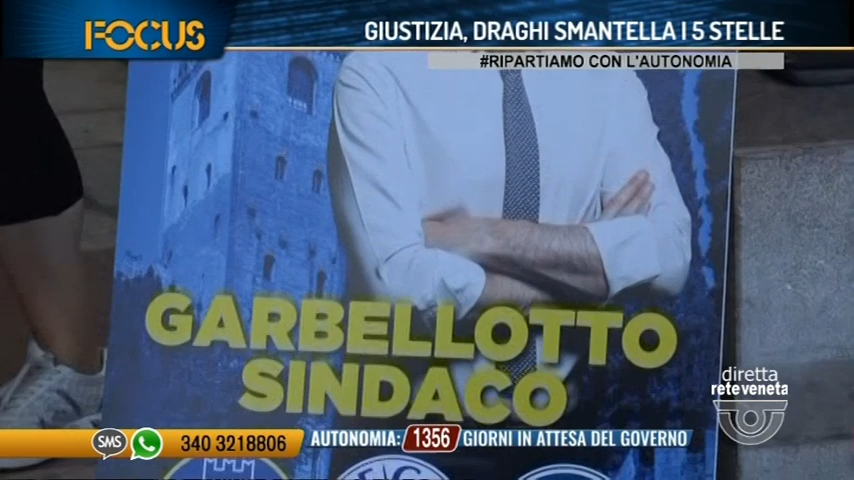 FOCUS
GIUSTIZIA, DRAGHI SMANTELLA I 5 STELLE
#RIPARTIAMO CON L'AUTONOMIA
GARBELLOTTO
SINDACO
diretta
reteveneta
SMS 340 3218806 AUTONOMIA: 1356 GIORNI IN ATTESA DEL GOVERNO